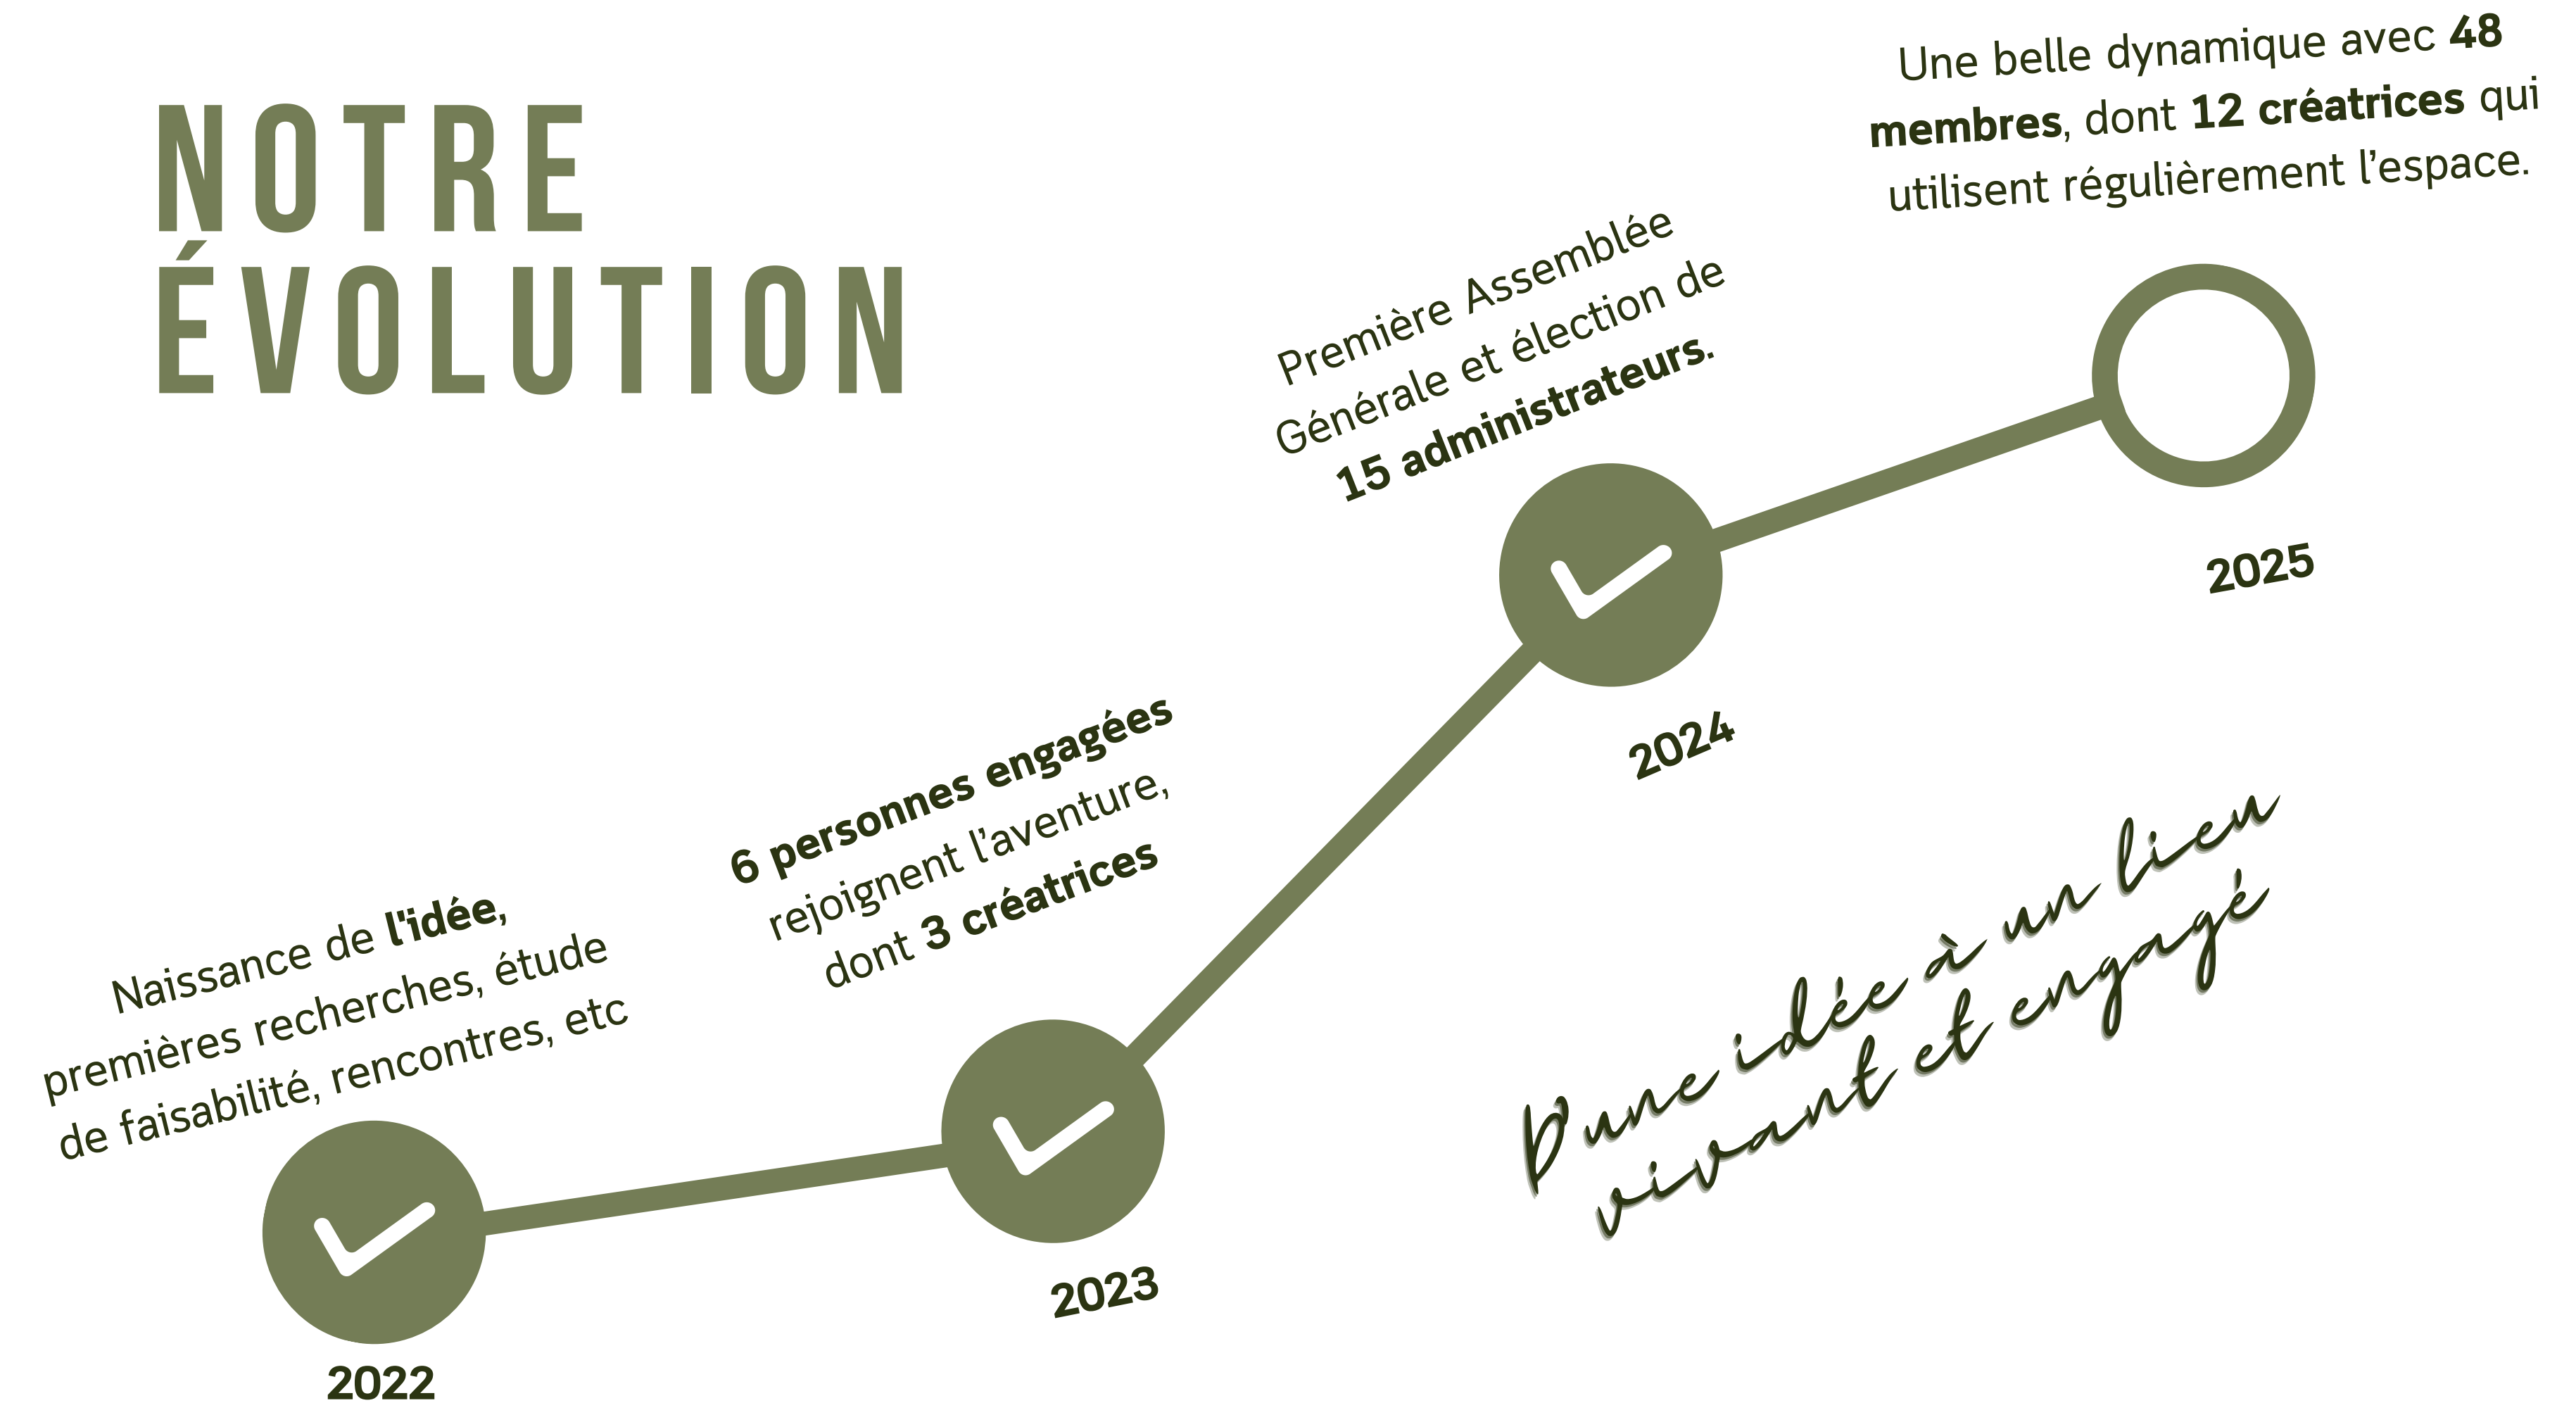 NOTRE
ÉVOLUTION
Naissance de l'idée,
premières recherches, étude
de faisabilité, rencontres, etc
2022
6 personnes engagées
rejoignent l’aventure,
dont 3 créatrices
2023
Première Assemblée
Générale et élection de
15 administrateurs.
2024
Une belle dynamique avec 48
membres, dont 12 créatrices qui
utilisent régulièrement l’espace.
2025
D'une idée à un lieu
vivant et engagé